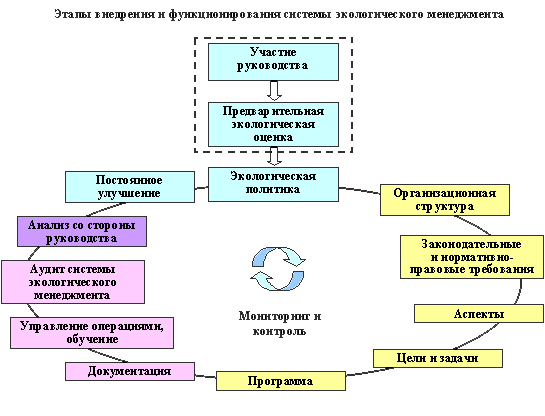 Этапы внедрения и функционирования системы экологического менеджмента
Участие
руководства
Предварительная
экологическая
оценка
Экологическая
политика
Организационная
структура
Законодательные
и нормативно-
правовые требования
Аспекты
Цели и задачи
Программа
Документация
Управление операциями,
обучение
Аудит системы
экологического
менеджмента
Анализ со стороны
руководства
Постоянное
улучшение
Мониторинг и
контроль